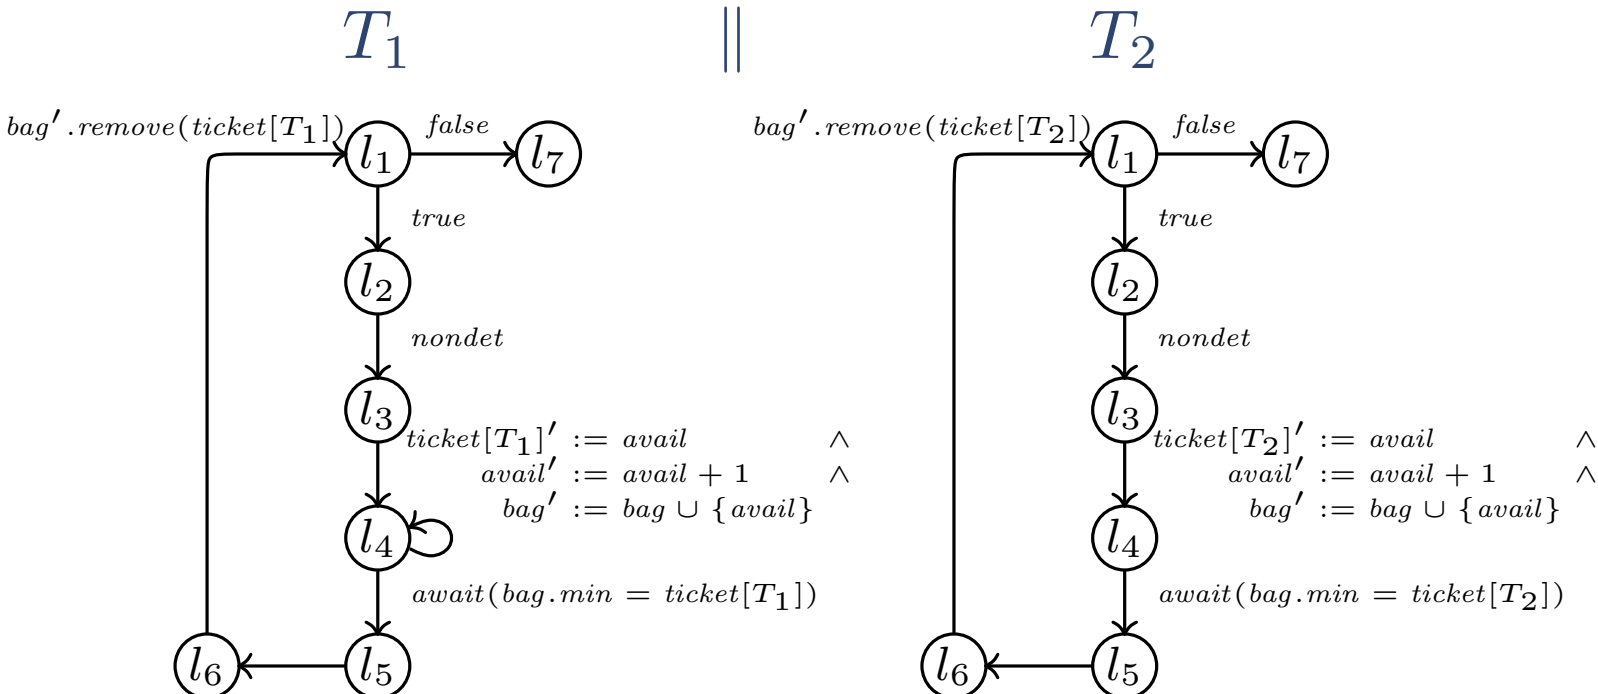 T₁ ∥ T₂
bag′.remove(ticket[T₁]) l₁ false l₇ bag′.remove(ticket[T₂]) l₁ false l₇
true true
l₂ l₂
nondet nondet
l₃ l₃
ticket[T₁]′ := avail ∧ ticket[T₂]′ := avail ∧
avail′ := avail + 1 ∧ avail′ := avail + 1 ∧
bag′ := bag ∪ {avail} bag′ := bag ∪ {avail}
l₄ l₄
await(bag.min = ticket[T₁]) await(bag.min = ticket[T₂])
l₆ l₅ l₆ l₅